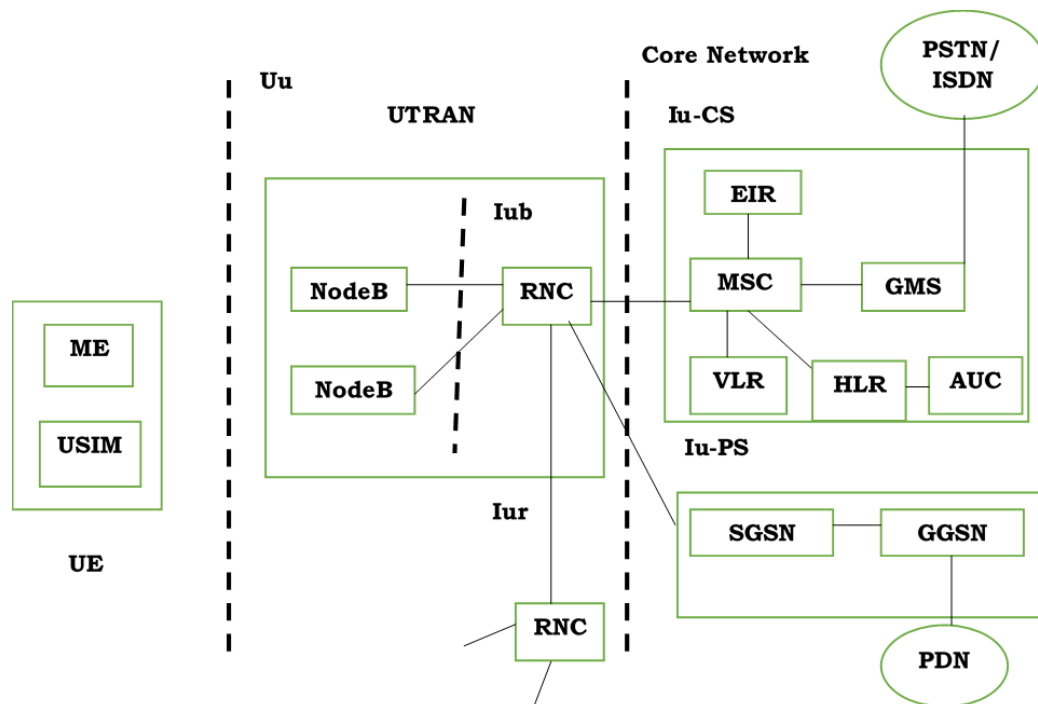 PSTN/
ISDN
Core Network
Uu
UTRAN
Iu-CS
EIR
Iub
MSC
GMS
NodeB
RNC
ME
NodeB
VLR
HLR
AUC
USIM
Iu-PS
Iur
SGSN
GGSN
UE
RNC
PDN